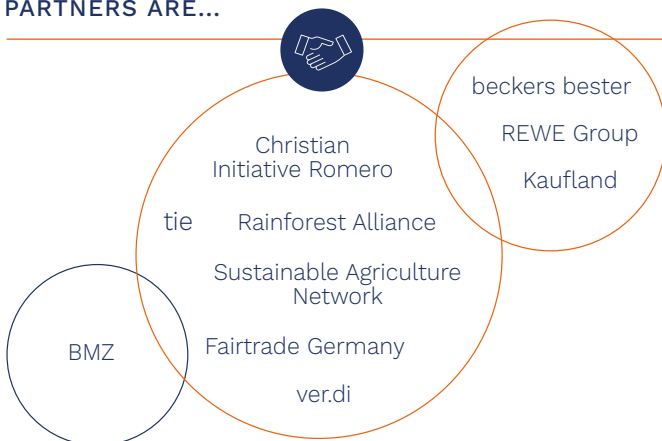 PARTNERS ARE...
beckers bester
REWE Group
Kaufland
Christian
Initiative Romero
tie
Rainforest Alliance
Sustainable Agriculture
Network
BMZ
Fairtrade Germany
ver.di